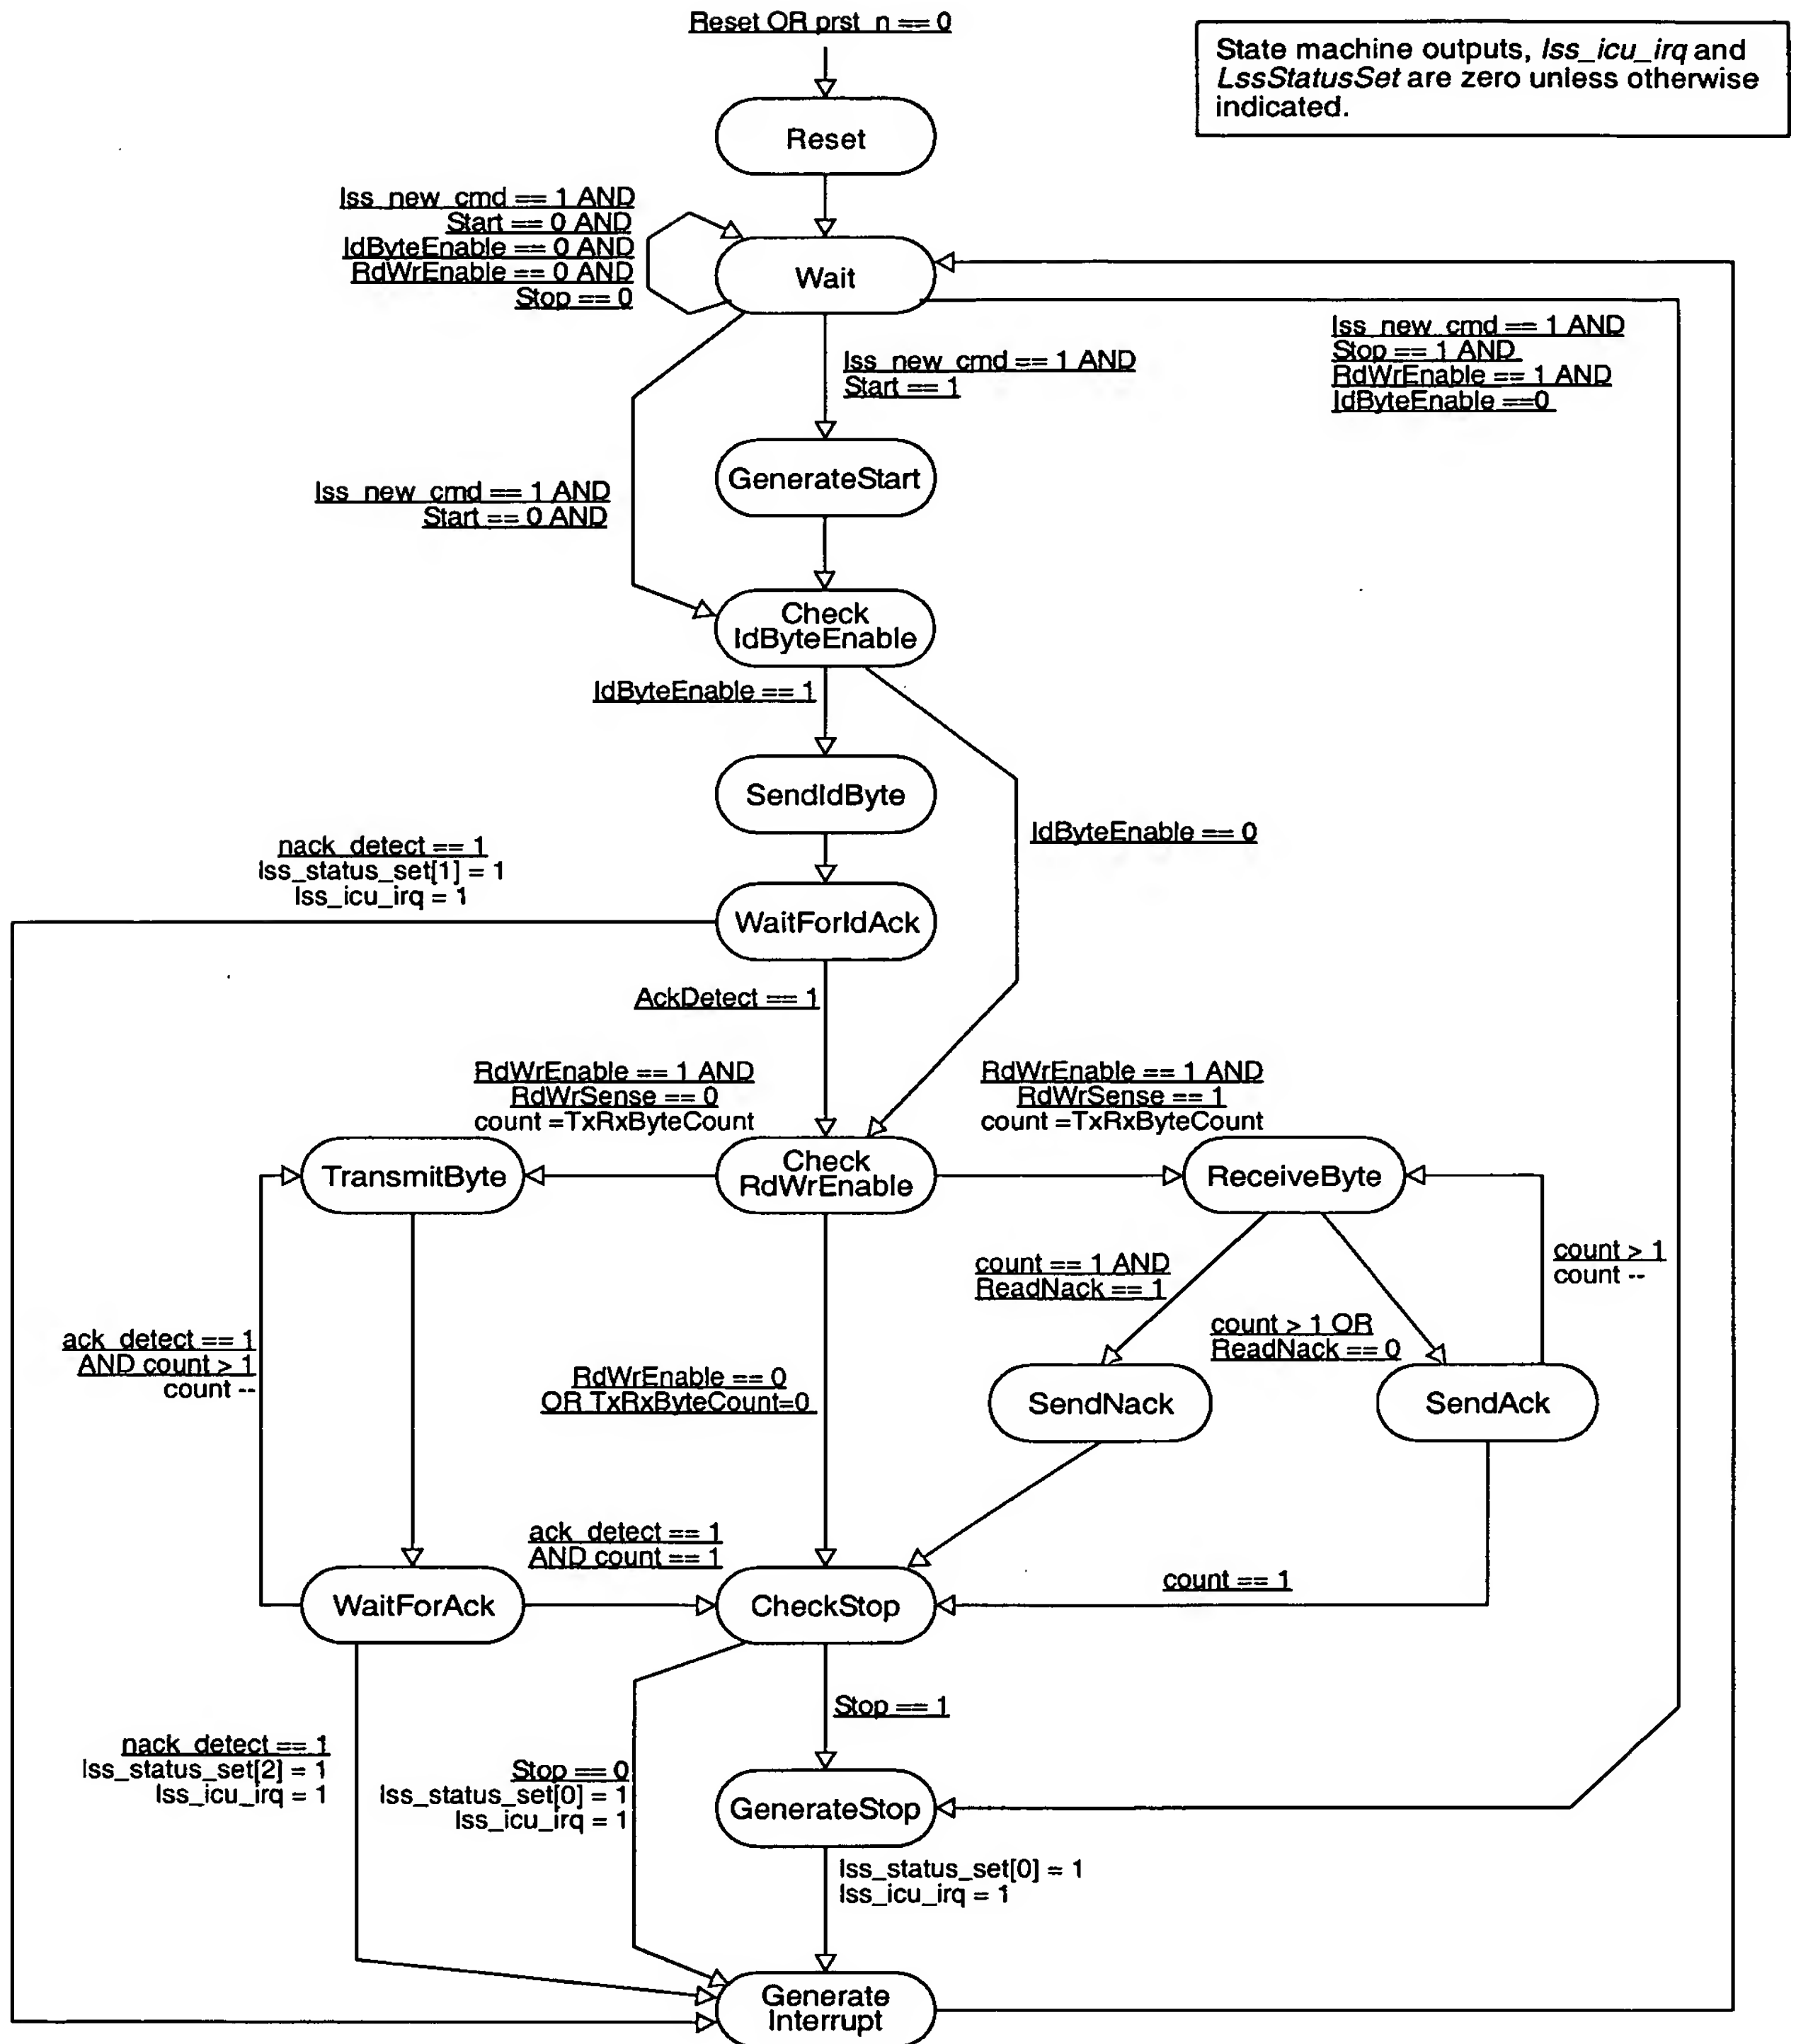 Reset OR prst_n == 0
State machine outputs, lss_icu_irq and
LssStatusSet are zero unless otherwise
indicated.
Reset
lss_new_cmd == 1 AND
Start == 0 AND
IdByteEnable == 0 AND
RdWrEnable == 0 AND
Stop == 0
Wait
lss_new_cmd == 1 AND
Stop == 1 AND
RdWrEnable == 1 AND
IdByteEnable ==0
lss_new_cmd == 1 AND
Start == 1
GenerateStart
lss_new_cmd == 1 AND
Start == 0 AND
Check
IdByteEnable
IdByteEnable == 1
SendIdByte
IdByteEnable == 0
nack_detect == 1
lss_status_set[1] = 1
lss_icu_irq = 1
WaitForIdAck
AckDetect == 1
RdWrEnable == 1 AND
RdWrSense == 0
count =TxRxByteCount
RdWrEnable == 1 AND
RdWrSense == 1
count =TxRxByteCount
TransmitByte
Check
RdWrEnable
ReceiveByte
count == 1 AND
ReadNack == 1
count > 1
count --
count > 1 OR
ReadNack == 0
ack_detect == 1
AND count > 1
count --
RdWrEnable == 0
OR TxRxByteCount=0
SendNack
SendAck
ack_detect == 1
AND count == 1
count == 1
WaitForAck
CheckStop
Stop == 1
nack_detect == 1
lss_status_set[2] = 1
lss_icu_irq = 1
Stop == 0
lss_status_set[0] = 1
lss_icu_irq = 1
GenerateStop
lss_status_set[0] = 1
lss_icu_irq = 1
Generate
Interrupt